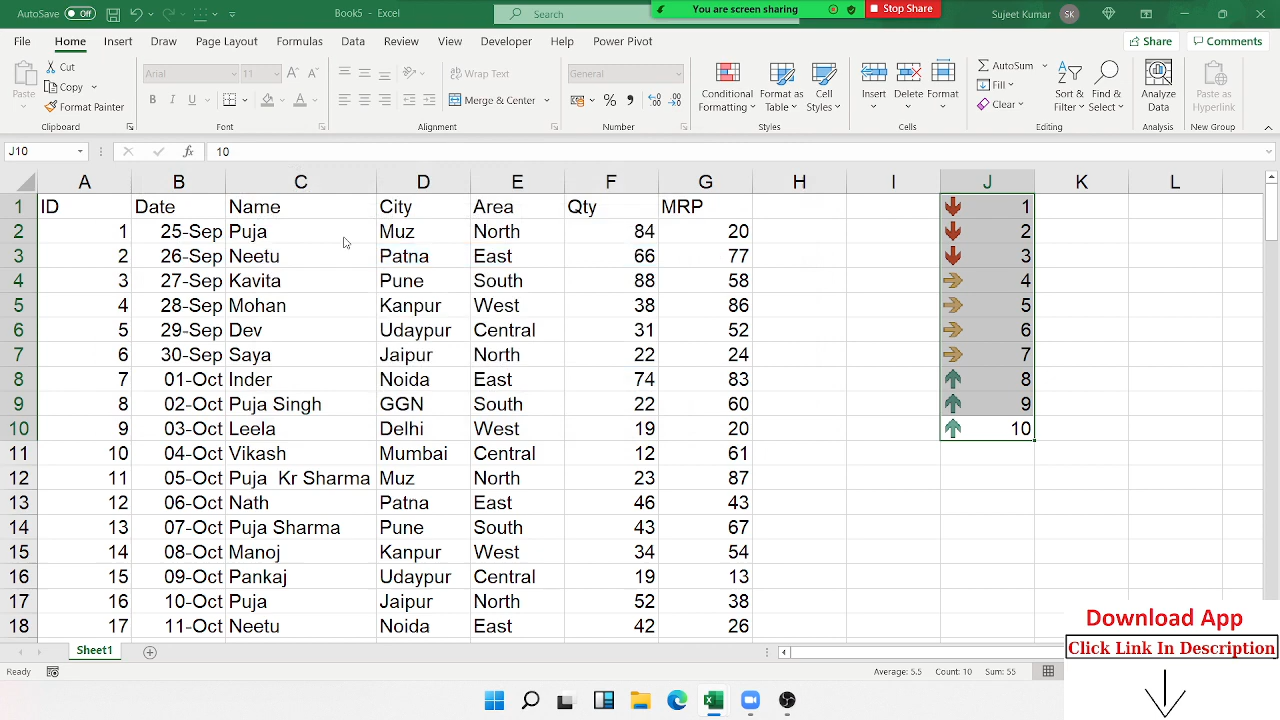 AutoSave Off Book5 - Excel Search You are screen sharing Stop Share Sujeet Kumar SK
File Home Insert Draw Page Layout Formulas Data Review View Developer Help Power Pivot Share Comments
Paste Cut Copy Format Painter Clipboard
Arial 11 B I U Font
Wrap Text Merge & Center Alignment
General % , Number
Conditional Formatting Format as Table Cell Styles Styles
Insert Delete Format Cells
AutoSum Fill Clear Sort & Filter Find & Select Editing
Analyze Data Analysis
Paste as Hyperlink New Group
J10 fx 10
A B C D E F G H I J K L
1 ID Date Name City Area Qty MRP 1
2 1 25-Sep Puja Muz North 84 20 2
3 2 26-Sep Neetu Patna East 66 77 3
4 3 27-Sep Kavita Pune South 88 58 4
5 4 28-Sep Mohan Kanpur West 38 86 5
6 5 29-Sep Dev Udaypur Central 31 52 6
7 6 30-Sep Saya Jaipur North 22 24 7
8 7 01-Oct Inder Noida East 74 83 8
9 8 02-Oct Puja Singh GGN South 22 60 9
10 9 03-Oct Leela Delhi West 19 20 10
11 10 04-Oct Vikash Mumbai Central 12 61
12 11 05-Oct Puja  Kr Sharma Muz North 23 87
13 12 06-Oct Nath Patna East 46 43
14 13 07-Oct Puja Sharma Pune South 43 67
15 14 08-Oct Manoj Kanpur West 34 54
16 15 09-Oct Pankaj Udaypur Central 19 13
17 16 10-Oct Puja Jaipur North 52 38
18 17 11-Oct Neetu Noida East 42 26
Download App
Click Link In Description
Sheet1
Ready Average: 5.5 Count: 10 Sum: 55